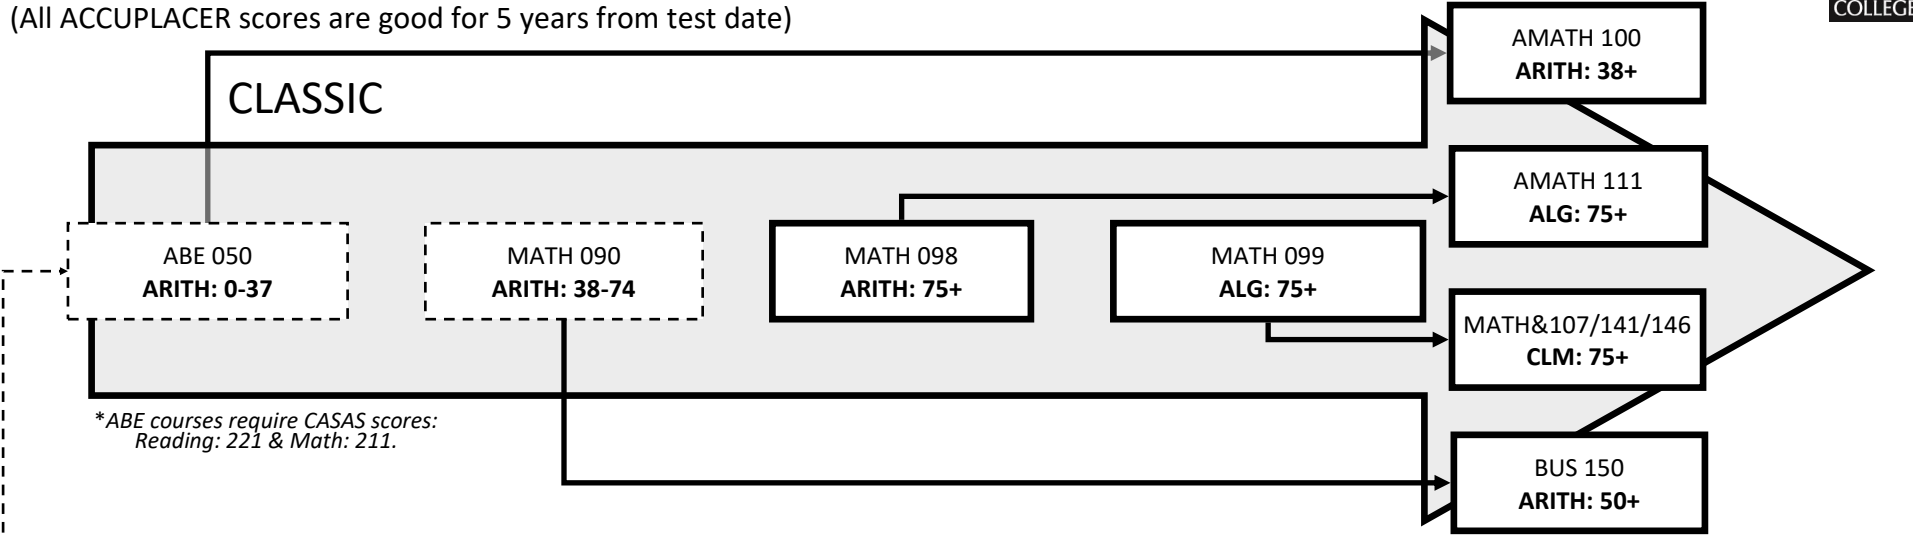 (All ACCUPLACER scores are good for 5 years from test date)
COLLEGE
CLASSIC
AMATH 100
ARITH: 38+
AMATH 111
ALG: 75+
ABE 050
ARITH: 0-37
MATH 090
ARITH: 38-74
MATH 098
ARITH: 75+
MATH 099
ALG: 75+
MATH&107/141/146
CLM: 75+
*ABE courses require CASAS scores:
Reading: 221 & Math: 211.
BUS 150
ARITH: 50+